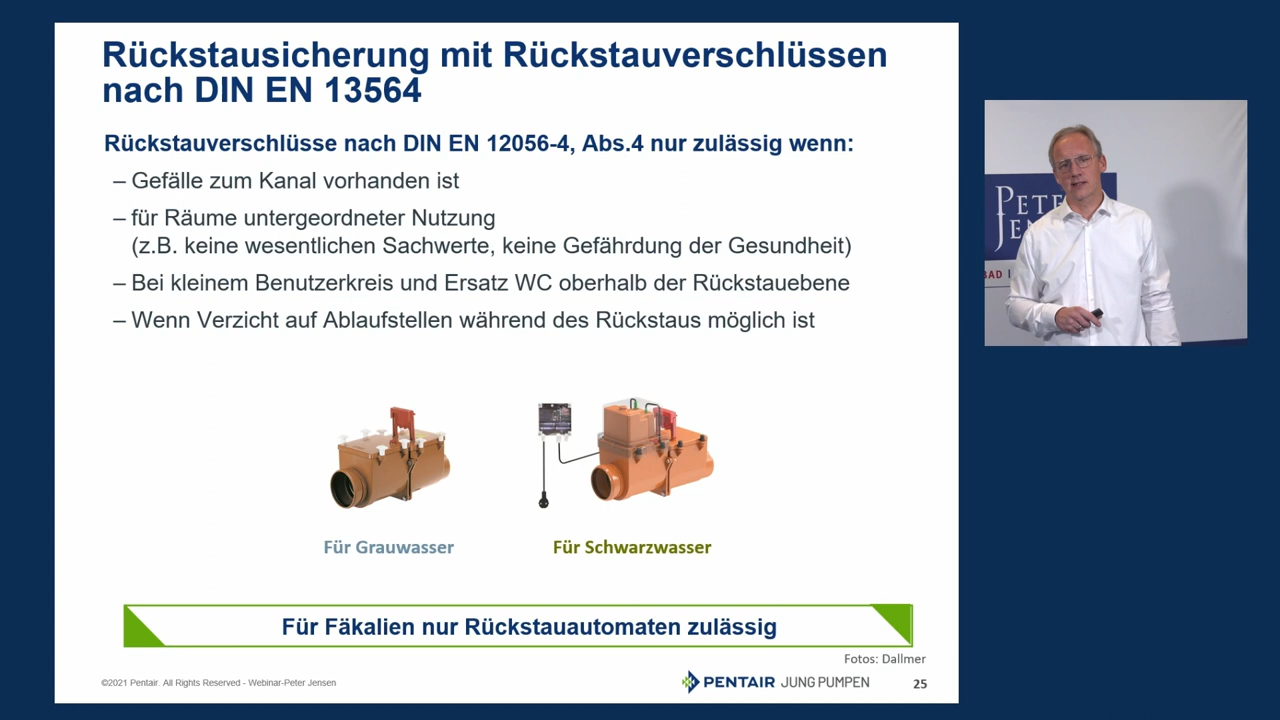 Rückstausicherung mit Rückstauverschlüssen
nach DIN EN 13564
Rückstauverschlüsse nach DIN EN 12056-4, Abs.4 nur zulässig wenn:
– Gefälle zum Kanal vorhanden ist
– für Räume untergeordneter Nutzung
(z.B. keine wesentlichen Sachwerte, keine Gefährdung der Gesundheit)
– Bei kleinem Benutzerkreis und Ersatz WC oberhalb der Rückstauebene
– Wenn Verzicht auf Ablaufstellen während des Rückstaus möglich ist
Für Grauwasser
Für Schwarzwasser
Für Fäkalien nur Rückstauautomaten zulässig
Fotos: Dallmer
©2021 Pentair. All Rights Reserved - Webinar-Peter Jensen
PENTAIR JUNG PUMPEN
25
BAD